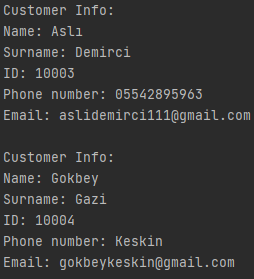 Customer Info:
Name: Aslı
Surname: Demirci
ID: 10003
Phone number: 05542895963
Email: aslidemirci111@gmail.com
Customer Info:
Name: Gokbey
Surname: Gazi
ID: 10004
Phone number: Keskin
Email: gokbeykeskin@gmail.com